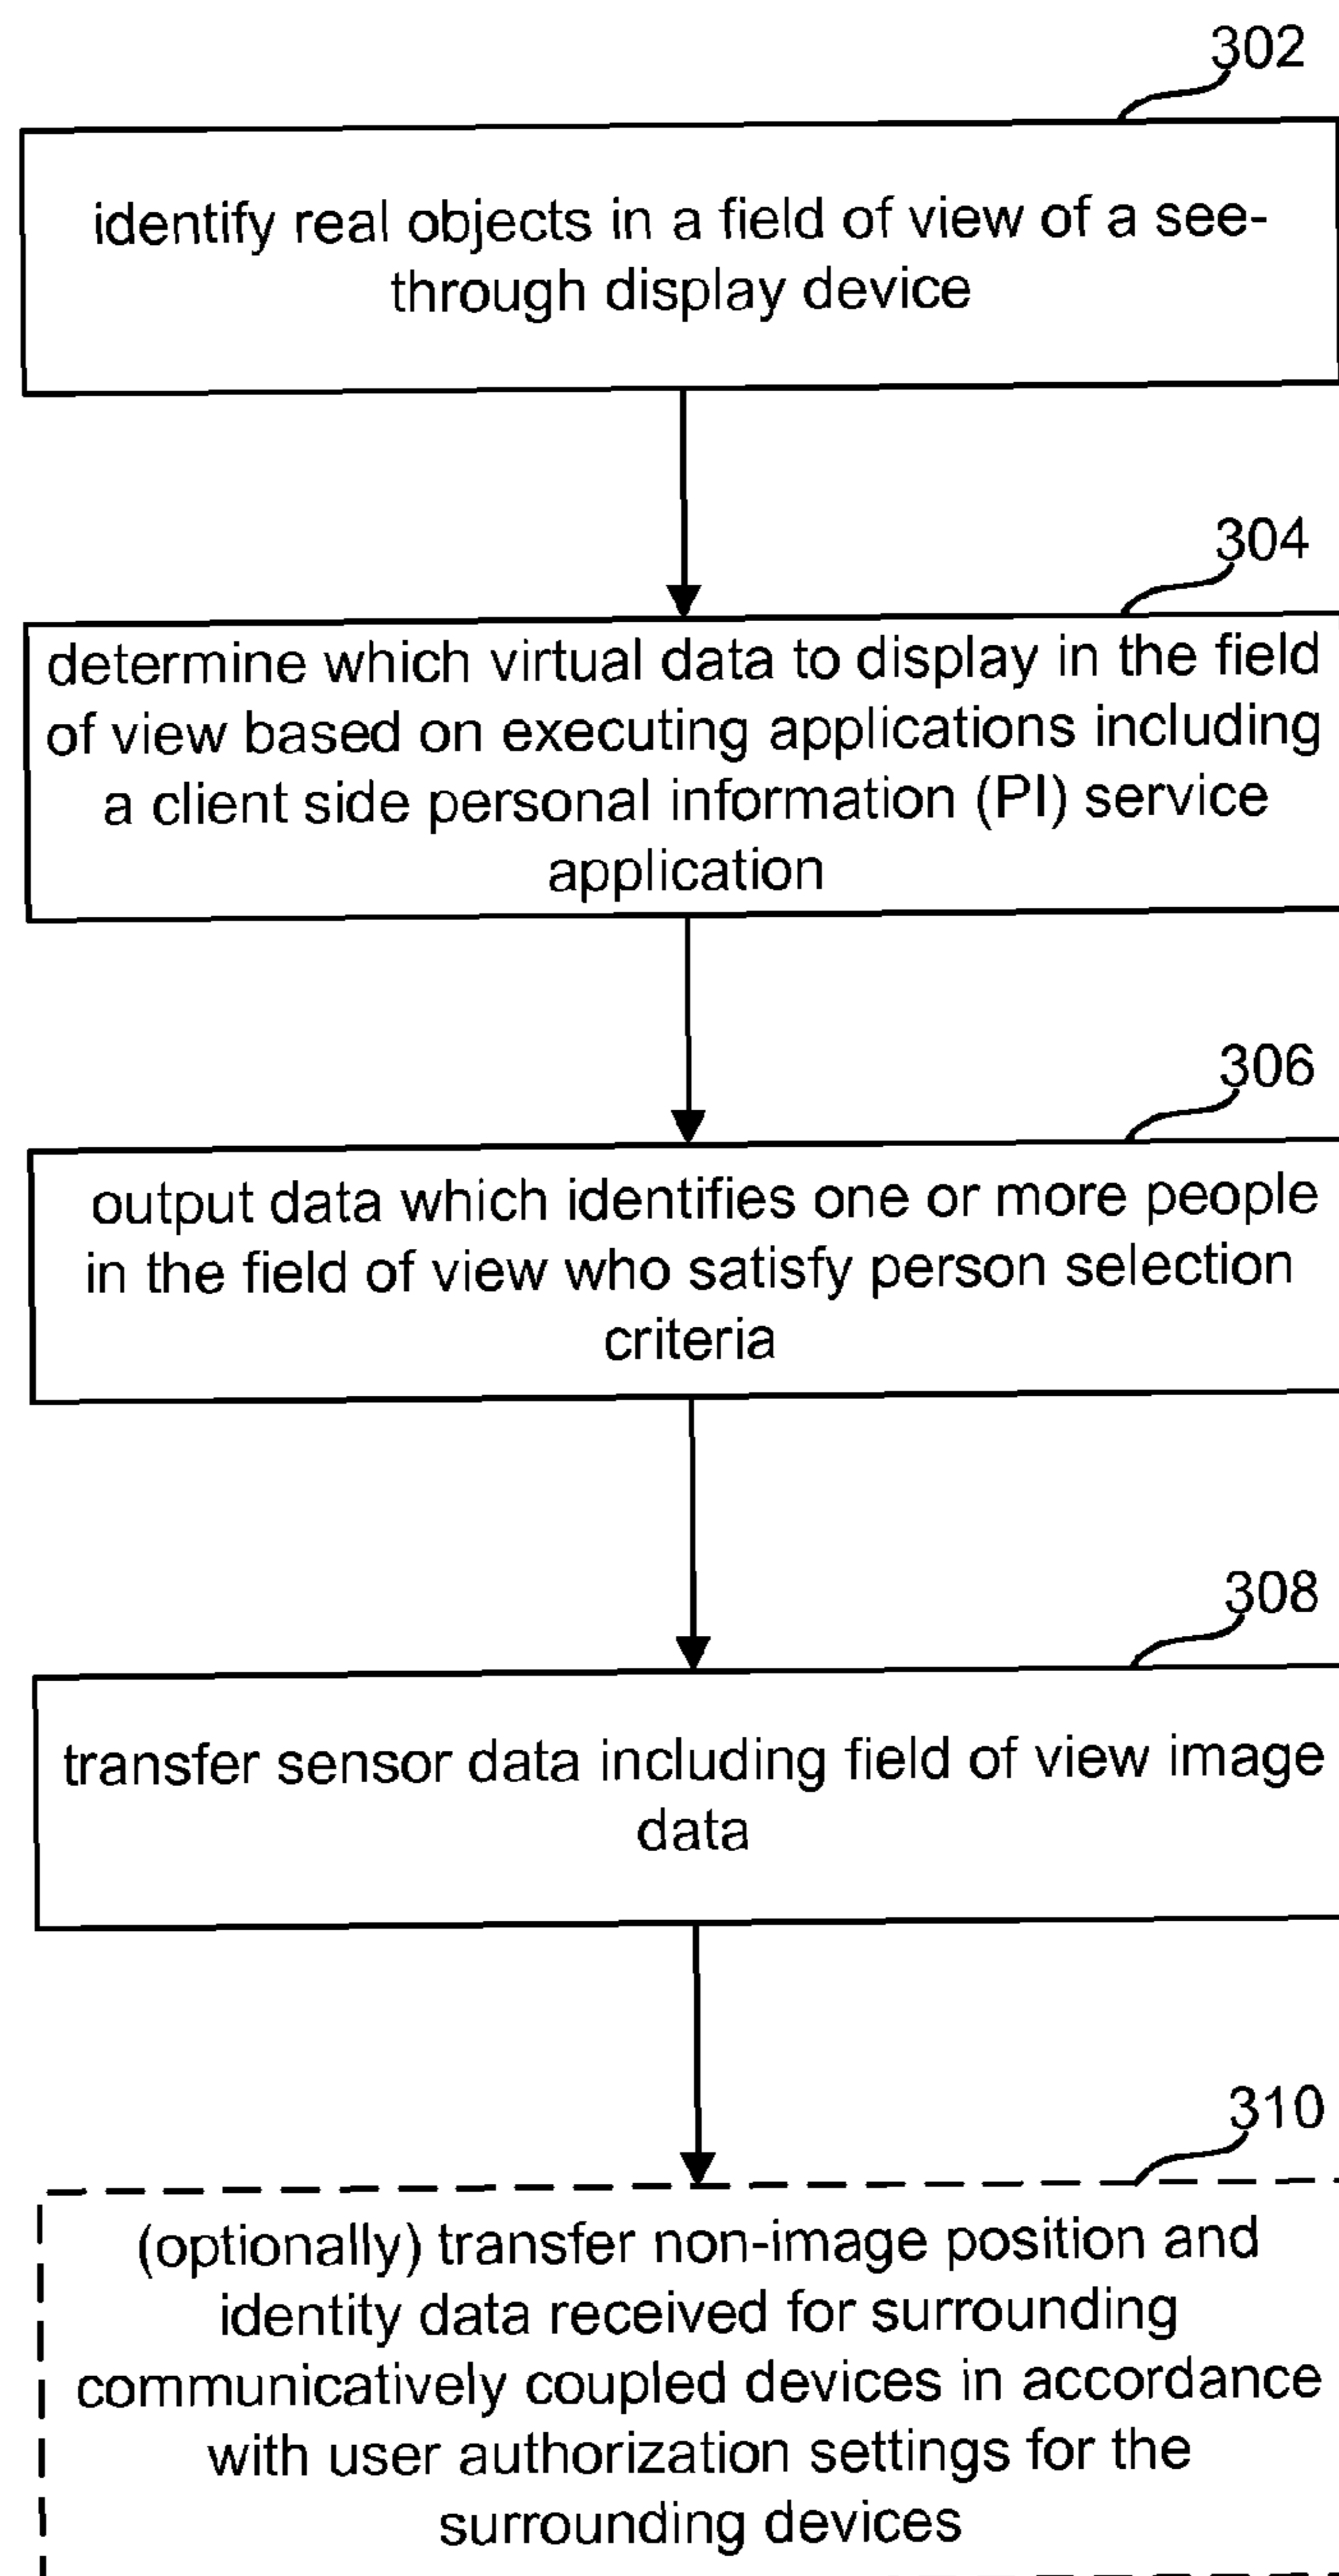 302
identify real objects in a field of view of a see-
through display device
304
determine which virtual data to display in the field
of view based on executing applications including
a client side personal information (PI) service
application
306
output data which identifies one or more people
in the field of view who satisfy person selection
criteria
308
transfer sensor data including field of view image
data
310
(optionally) transfer non-image position and
identity data received for surrounding
communicatively coupled devices in accordance
with user authorization settings for the
surrounding devices